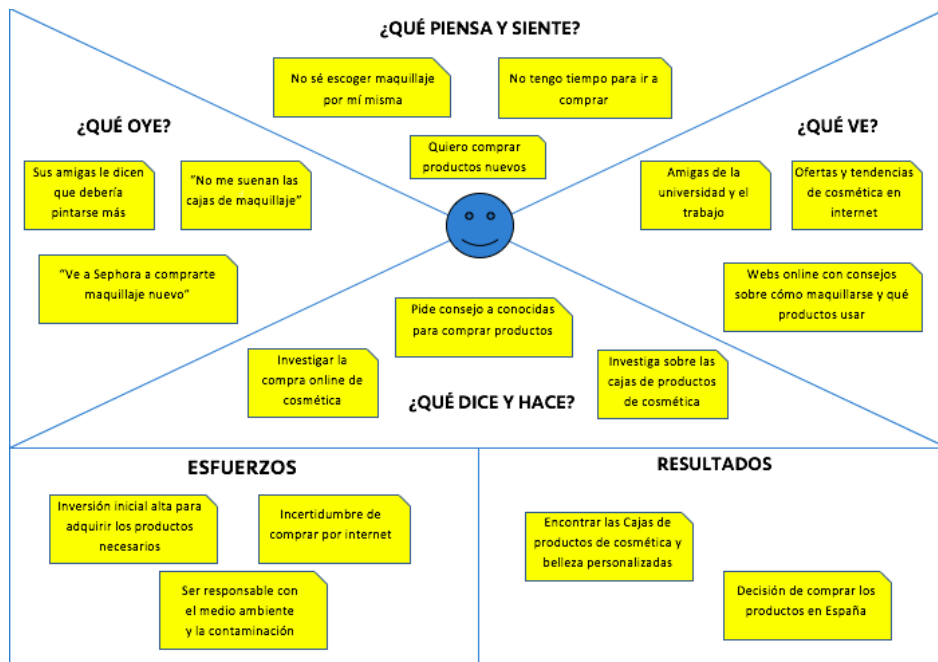 ¿QUÉ PIENSA Y SIENTE?
No sé escoger maquillaje
por mí misma
No tengo tiempo para ir a
comprar
Quiero comprar
productos nuevos
¿QUÉ OYE?
Sus amigas le dicen
que debería
pintarse más
"No me suenan las
cajas de maquillaje"
"Ve a Sephora a comprarte
maquillaje nuevo"
¿QUÉ VE?
Amigas de la
universidad y el
trabajo
Ofertas y tendencias
de cosmética en
internet
Webs online con consejos
sobre cómo maquillarse y qué
productos usar
Pide consejo a conocidas
para comprar productos
Investigar la
compra online de
cosmética
Investiga sobre las
cajas de productos
de cosmética
¿QUÉ DICE Y HACE?
ESFUERZOS
Inversión inicial alta para
adquirir los productos
necesarios
Incertidumbre de
comprar por internet
Ser responsable con
el medio ambiente
y la contaminación
RESULTADOS
Encontrar las Cajas de
productos de cosmética y
belleza personalizadas
Decisión de comprar los
productos en España